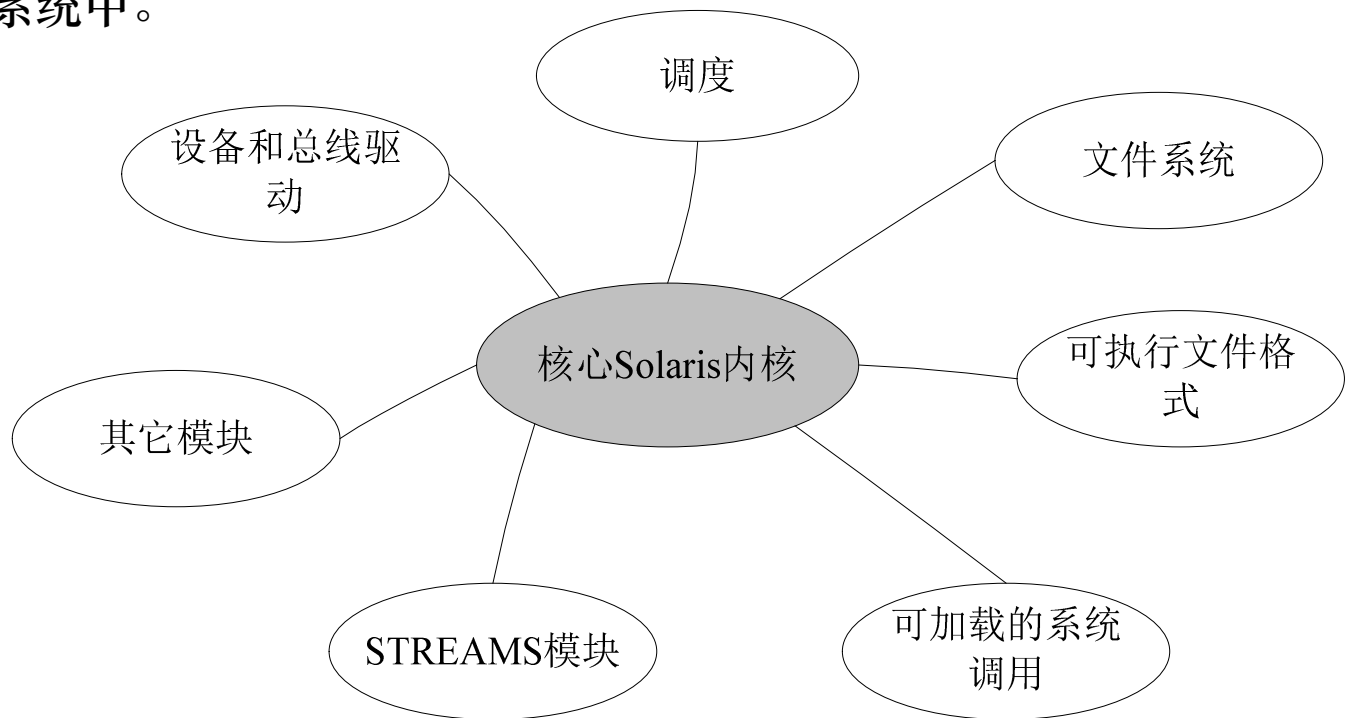 系统中。
调度
设备和总线驱
动
文件系统
核心Solaris内核
可执行文件格
式
其它模块
STREAMS模块
可加载的系统
调用